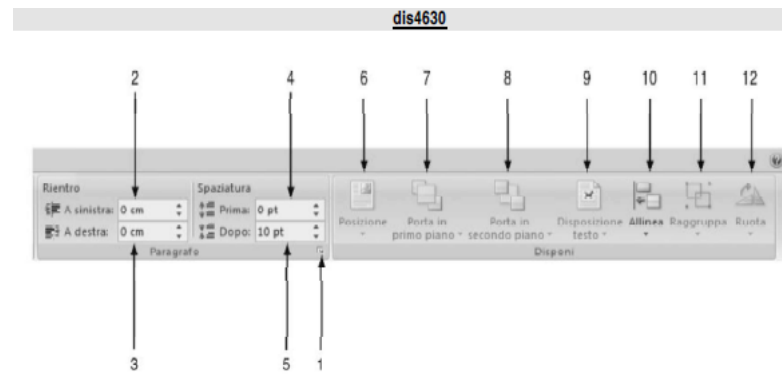 dis4630
2 4 6 7 8 9 10 11 12
Rientro Spaziatura
A sinistra: 0 cm Prima: 0 pt Posizione Porta in primo piano Porta in secondo piano Disposizione testo Allinea Raggruppa Ruota
A destra: 0 cm Dopo: 10 pt
Paragrafo Disponi
3 5 1